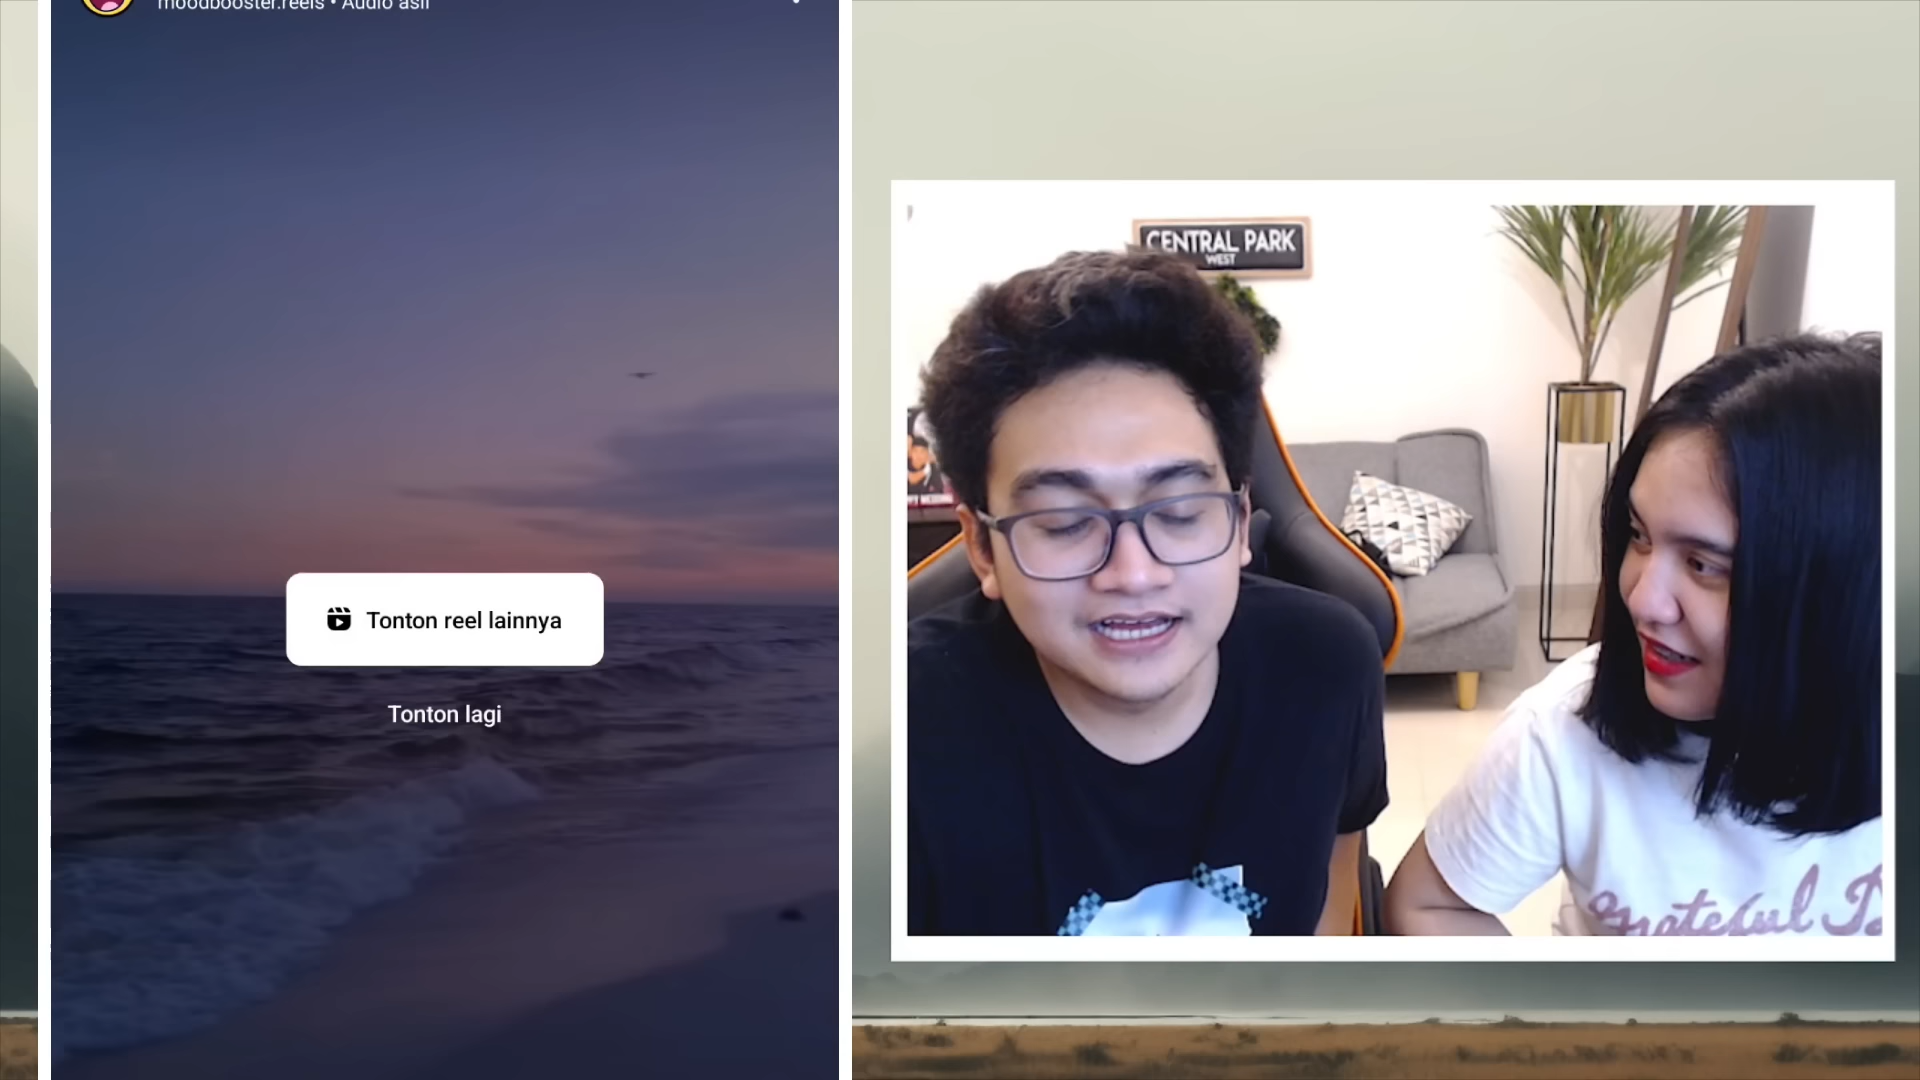 moodbooster.reels • Audio asli
Tonton reel lainnya
Tonton lagi
CENTRAL PARK
WEST
Grateful